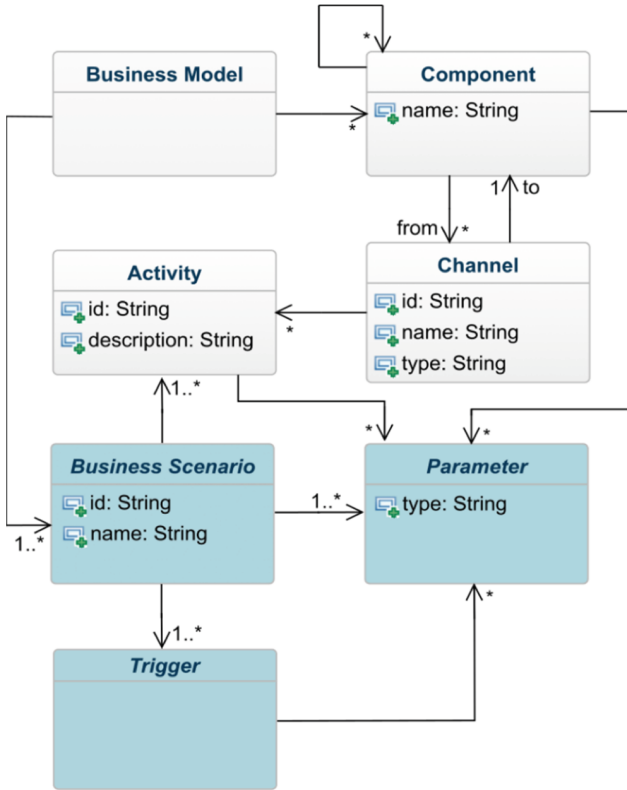 *
Business Model
Component
name: String
*
1
to
from
*
Activity
id: String
description: String
Channel
id: String
name: String
type: String
*
1..*
*
*
Business Scenario
id: String
name: String
1..*
1..*
Parameter
type: String
*
1..*
Trigger